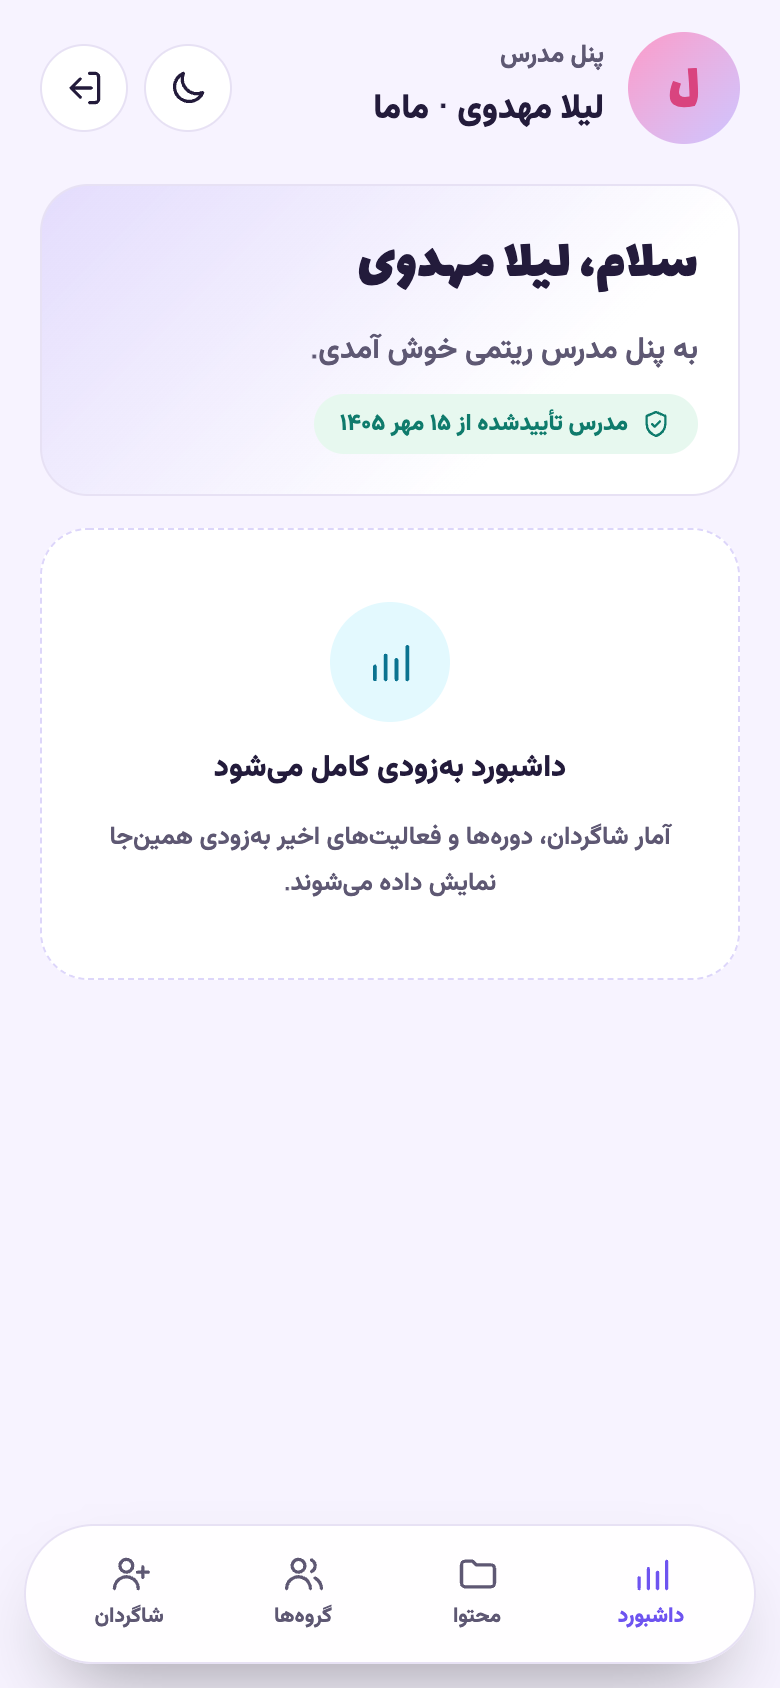 ل
پنل مدرس
لیلا مهدوی · ماما
سلام، لیلا مهدوی
به پنل مدرس ریتمی خوش آمدی.
مدرس تأییدشده از ۱۵ مهر ۱۴۰۵
داشبورد به‌زودی کامل می‌شود
آمار شاگردان، دوره‌ها و فعالیت‌های اخیر به‌زودی همین‌جا
نمایش داده می‌شوند.
داشبورد
محتوا
گروه‌ها
شاگردان